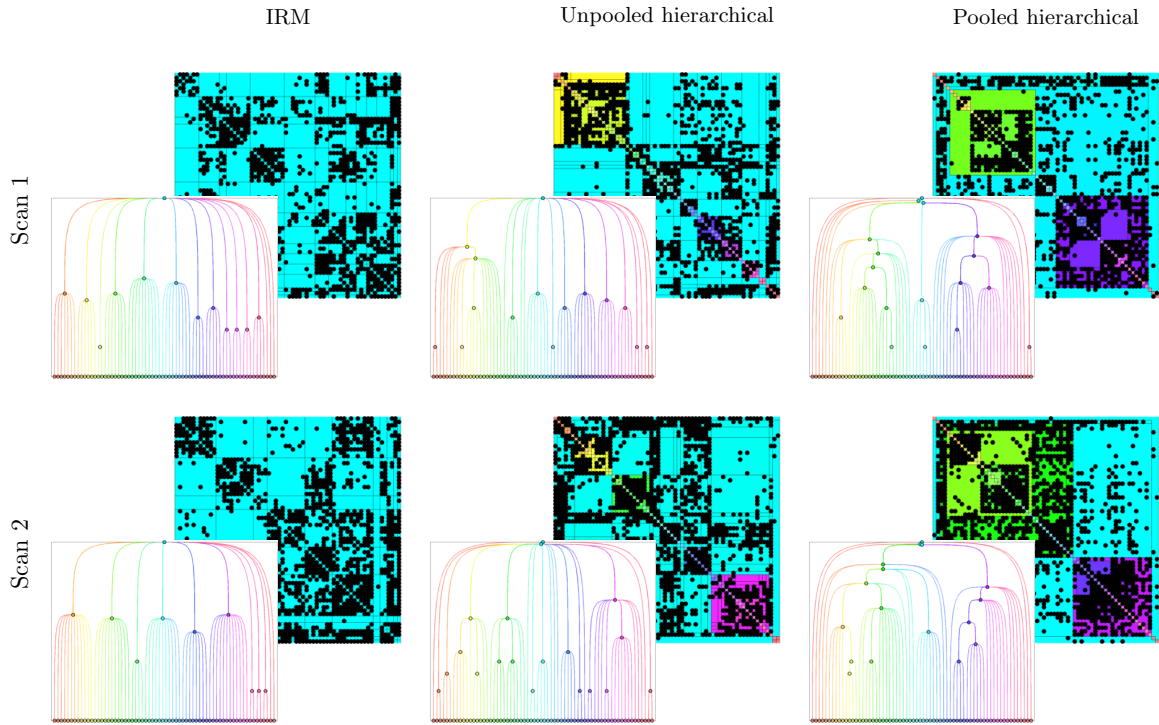 IRM
Unpooled hierarchical
Pooled hierarchical
Scan 1
Scan 2